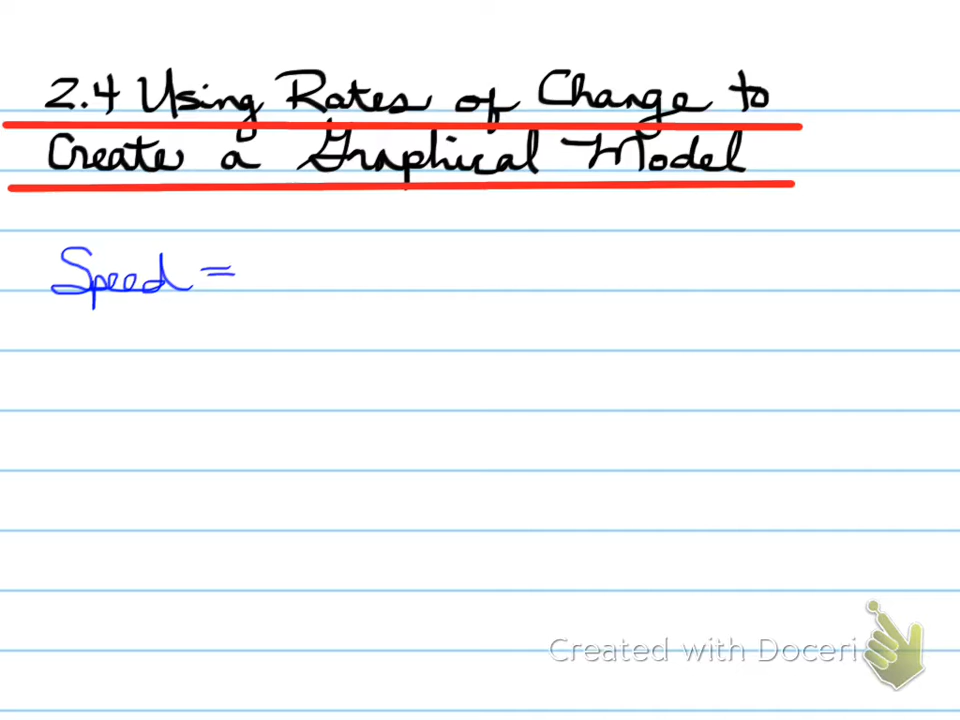 2.4 Using Rates of Change to
Create a Graphical Model
Speed =
Created with Doceri